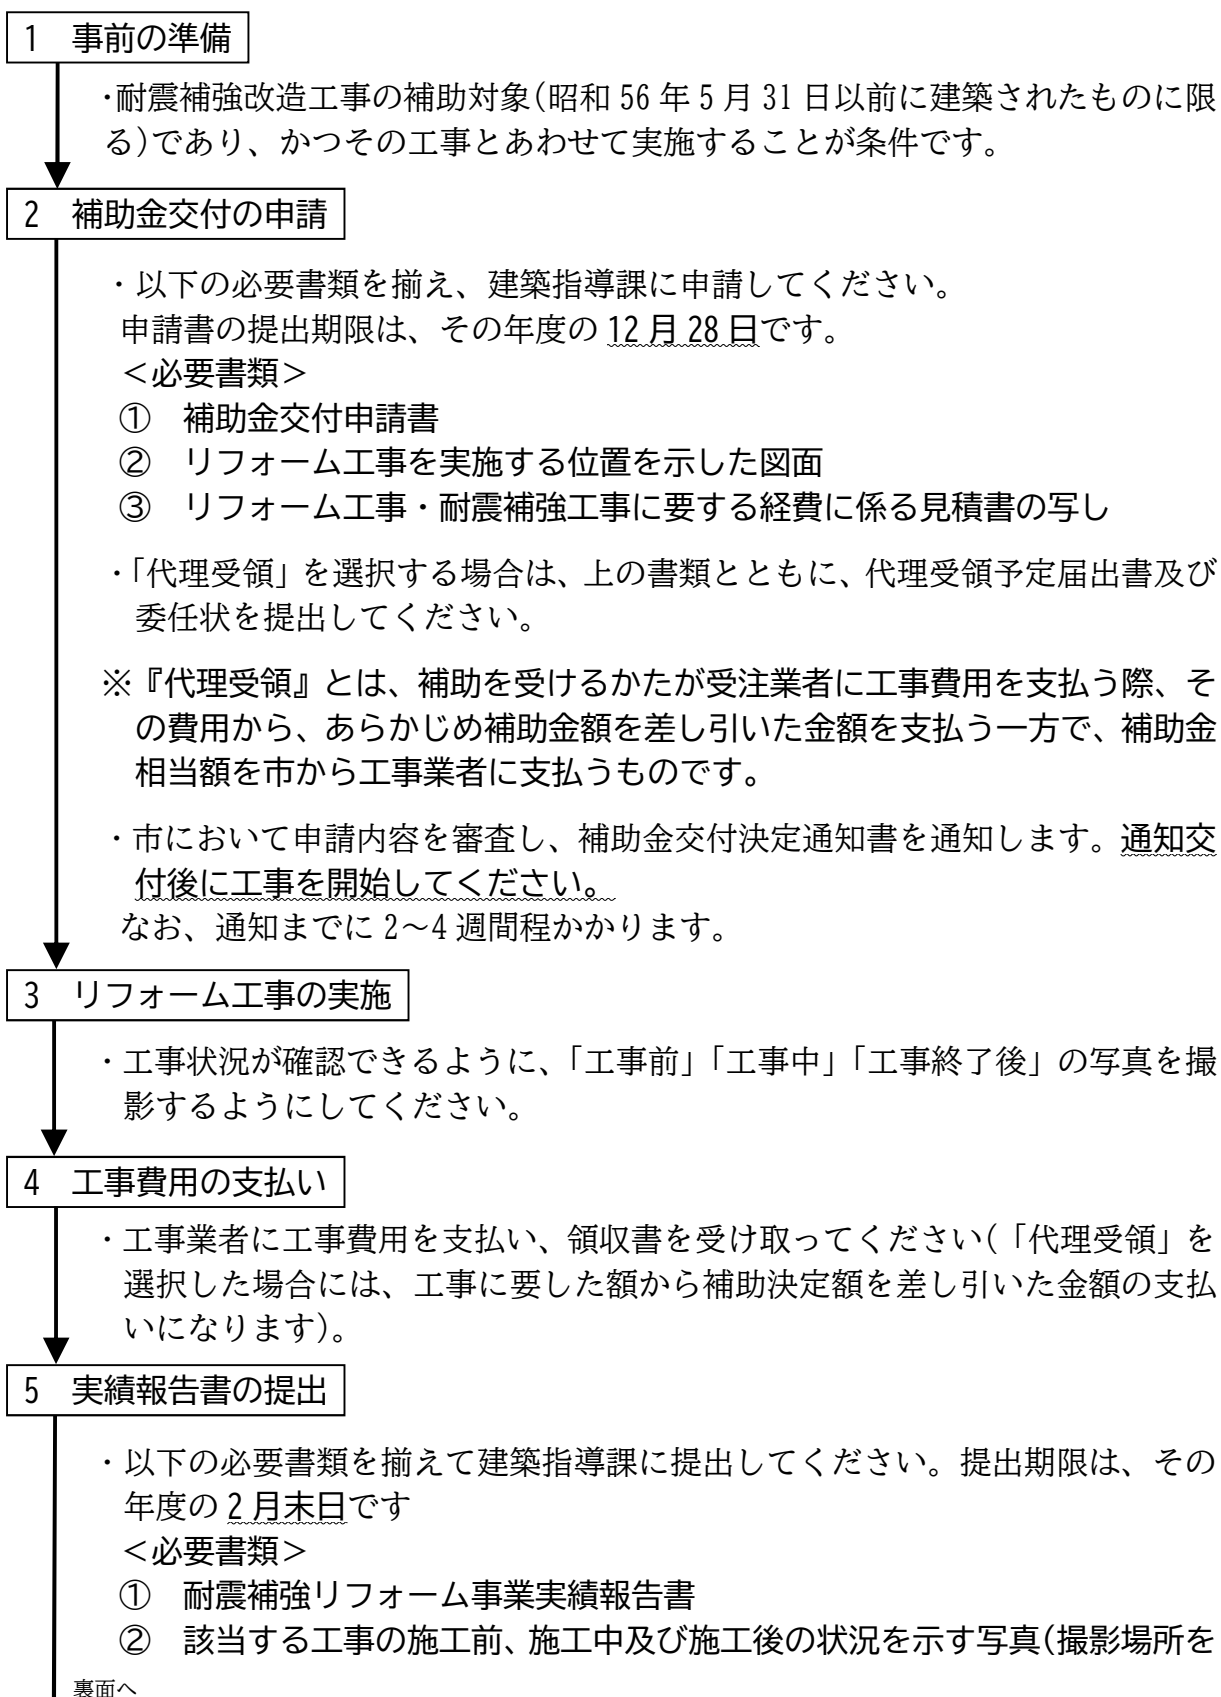 1　事前の準備
・耐震補強改造工事の補助対象(昭和 56 年 5 月 31 日以前に建築されたものに限
る)であり、かつその工事とあわせて実施することが条件です。
2　補助金交付の申請
・以下の必要書類を揃え、建築指導課に申請してください。
申請書の提出期限は、その年度の 12 月 28 日です。
＜必要書類＞
①　補助金交付申請書
②　リフォーム工事を実施する位置を示した図面
③　リフォーム工事・耐震補強工事に要する経費に係る見積書の写し
・「代理受領」を選択する場合は、上の書類とともに、代理受領予定届出書及び
委任状を提出してください。
※『代理受領』とは、補助を受けるかたが受注業者に工事費用を支払う際、そ
の費用から、あらかじめ補助金額を差し引いた金額を支払う一方で、補助金
相当額を市から工事業者に支払うものです。
・市において申請内容を審査し、補助金交付決定通知書を通知します。通知交
付後に工事を開始してください。
なお、通知までに 2～4 週間程かかります。
3　リフォーム工事の実施
・工事状況が確認できるように、「工事前」「工事中」「工事終了後」の写真を撮
影するようにしてください。
4　工事費用の支払い
・工事業者に工事費用を支払い、領収書を受け取ってください(「代理受領」を
選択した場合には、工事に要した額から補助決定額を差し引いた金額の支払
いになります)。
5　実績報告書の提出
・以下の必要書類を揃えて建築指導課に提出してください。提出期限は、その
年度の 2 月末日です
＜必要書類＞
①　耐震補強リフォーム事業実績報告書
②　該当する工事の施工前、施工中及び施工後の状況を示す写真(撮影場所を
裏面へ